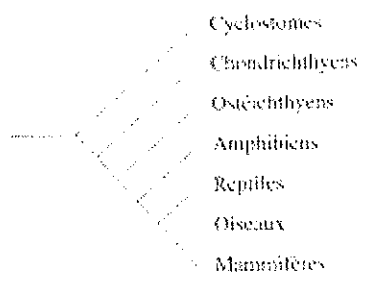 Cyclostomes
Chondrichthyens
Ostéichthyens
Amphibiens
Reptiles
Oiseaux
Mammifères